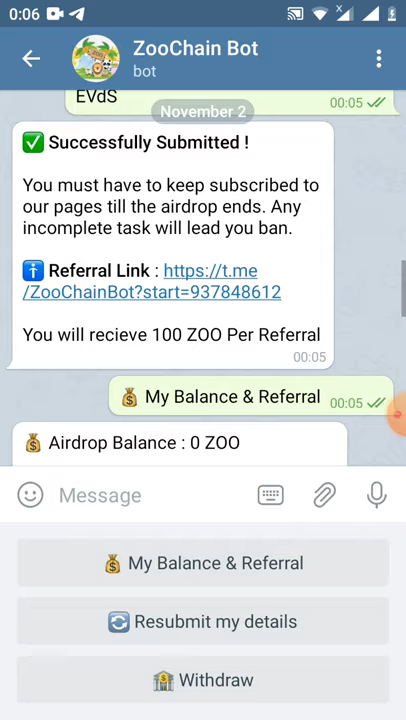 0:06
ZooChain Bot
bot
EVdS
00:05
November 2
✅ Successfully Submitted !
You must have to keep subscribed to
our pages till the airdrop ends. Any
incomplete task will lead you ban.
Referral Link : https://t.me
/ZooChainBot?start=937848612
You will recieve 100 ZOO Per Referral
00:05
💰 My Balance & Referral
00:05
💰 Airdrop Balance : 0 ZOO
Message
💰 My Balance & Referral
🔄 Resubmit my details
🏦 Withdraw